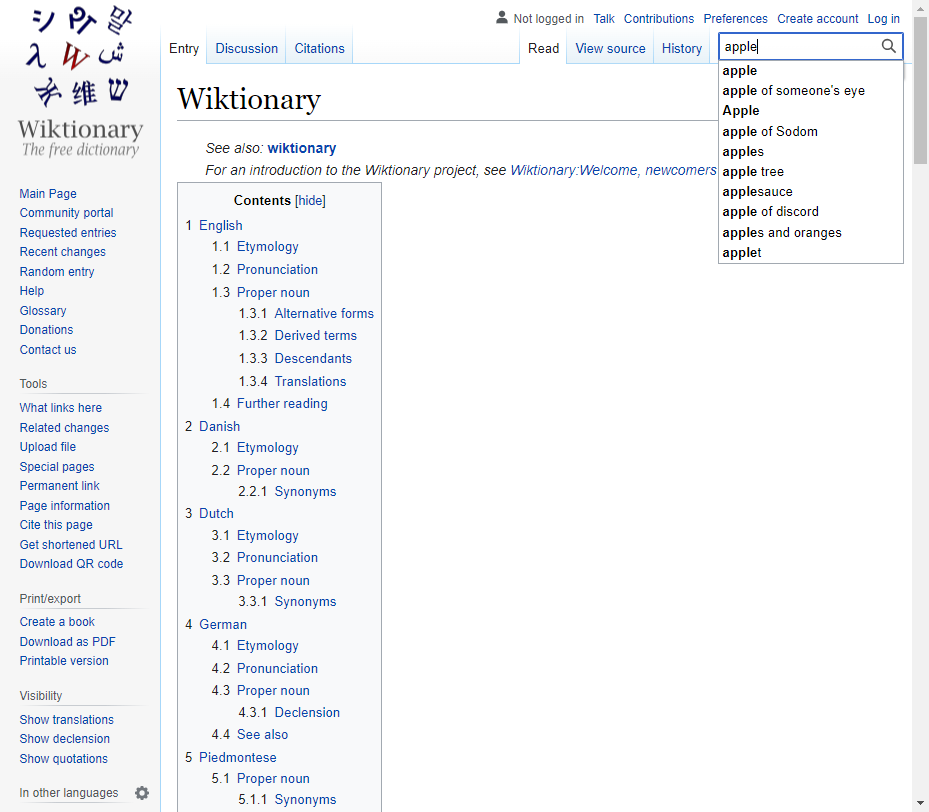 Not logged in Talk Contributions Preferences Create account Log in
Entry Discussion Citations Read View source History apple
apple
apple of someone's eye
Apple
apple of Sodom
apples
apple tree
applesauce
apple of discord
apples and oranges
applet
シ
무
말
λ
W
ش
ל
维
ש
Wiktionary
The free dictionary
Main Page
Community portal
Requested entries
Recent changes
Random entry
Help
Glossary
Donations
Contact us
Tools
What links here
Related changes
Upload file
Special pages
Permanent link
Page information
Cite this page
Get shortened URL
Download QR code
Print/export
Create a book
Download as PDF
Printable version
Visibility
Show translations
Show declension
Show quotations
In other languages
Wiktionary
See also: wiktionary
For an introduction to the Wiktionary project, see Wiktionary:Welcome, newcomers
Contents [hide]
1 English
1.1 Etymology
1.2 Pronunciation
1.3 Proper noun
1.3.1 Alternative forms
1.3.2 Derived terms
1.3.3 Descendants
1.3.4 Translations
1.4 Further reading
2 Danish
2.1 Etymology
2.2 Proper noun
2.2.1 Synonyms
3 Dutch
3.1 Etymology
3.2 Pronunciation
3.3 Proper noun
3.3.1 Synonyms
4 German
4.1 Etymology
4.2 Pronunciation
4.3 Proper noun
4.3.1 Declension
4.4 See also
5 Piedmontese
5.1 Proper noun
5.1.1 Synonyms